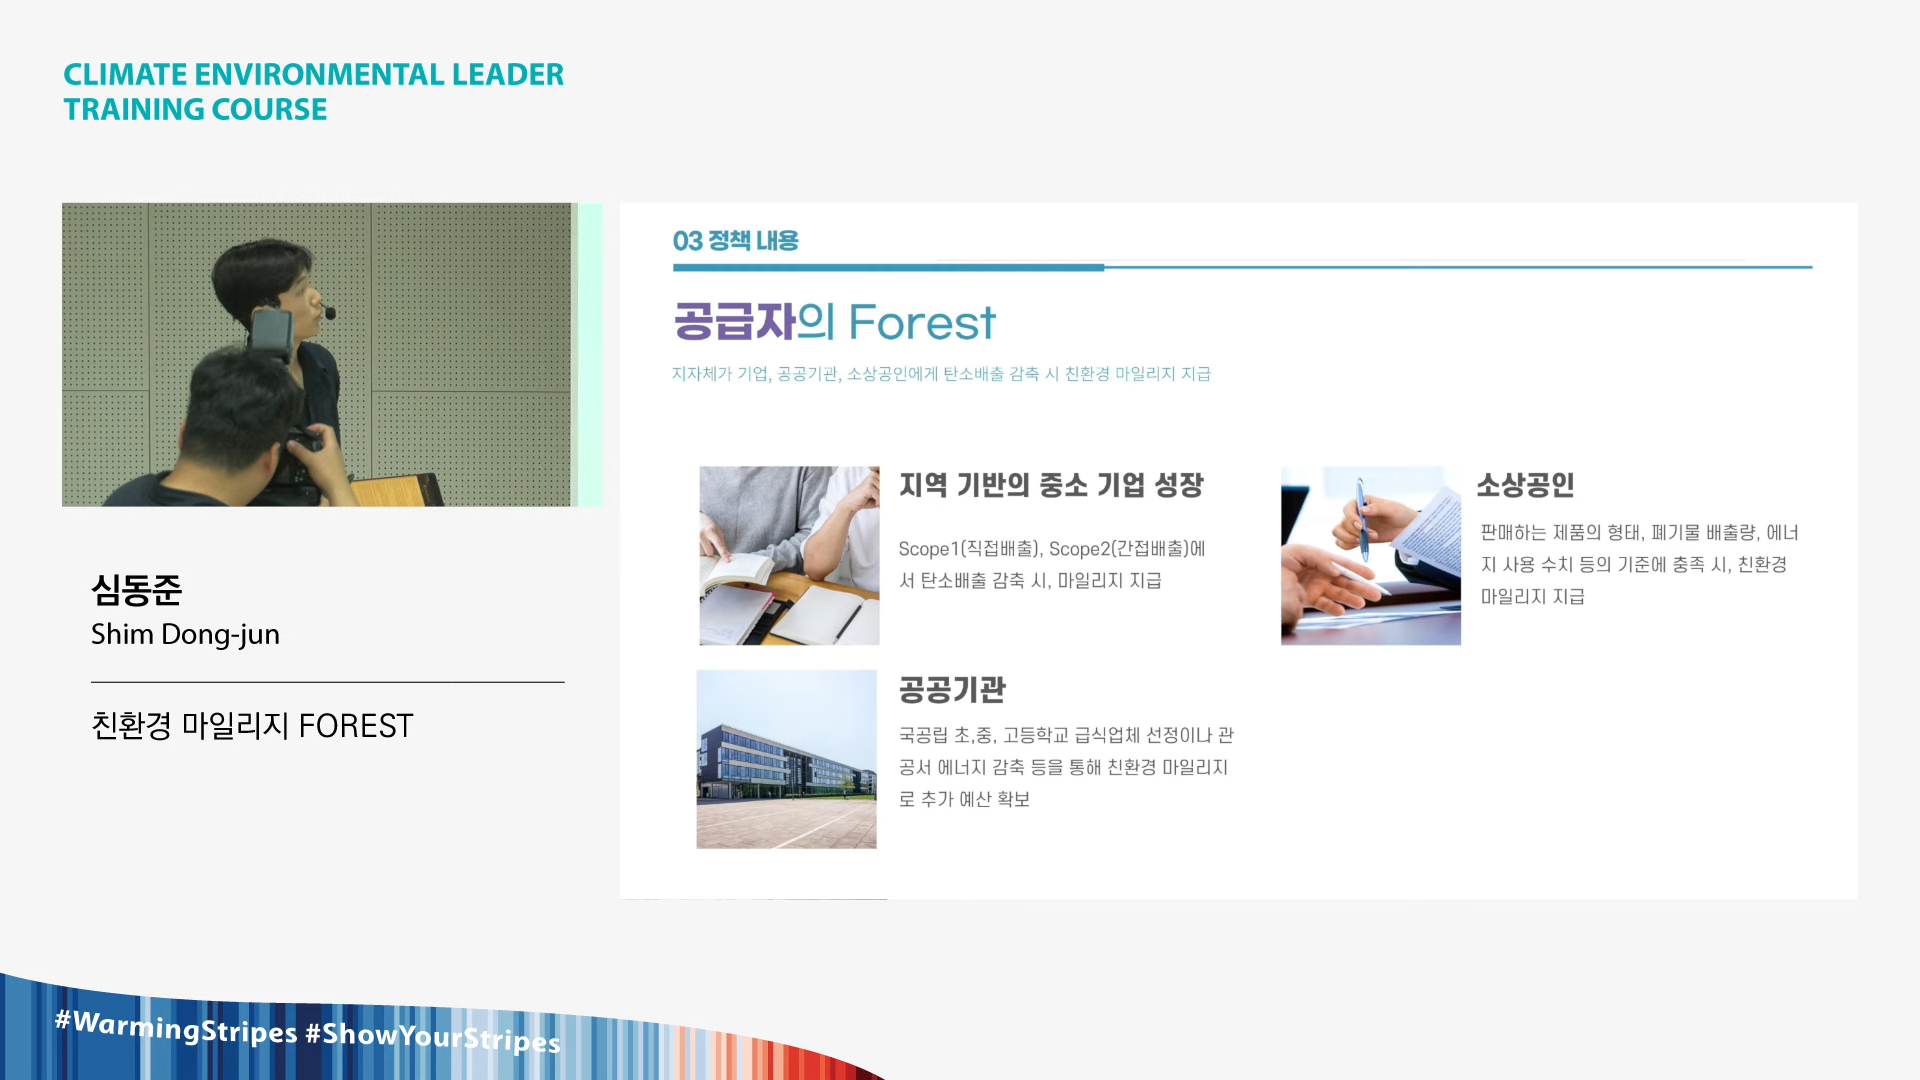 CLIMATE ENVIRONMENTAL LEADER
TRAINING COURSE
심동준
Shim Dong-jun
친환경 마일리지 FOREST
03 정책 내용
공급자의 Forest
지자체가 기업, 공공기관, 소상공인에게 탄소배출 감축 시 친환경 마일리지 지급
지역 기반의 중소 기업 성장
Scope1(직접배출), Scope2(간접배출)에
서 탄소배출 감축 시, 마일리지 지급
소상공인
판매하는 제품의 형태, 폐기물 배출량, 에너
지 사용 수치 등의 기준에 충족 시, 친환경
마일리지 지급
공공기관
국공립 초,중, 고등학교 급식업체 선정이나 관
공서 에너지 감축 등을 통해 친환경 마일리지
로 추가 예산 확보
#WarmingStripes #ShowYourStripes